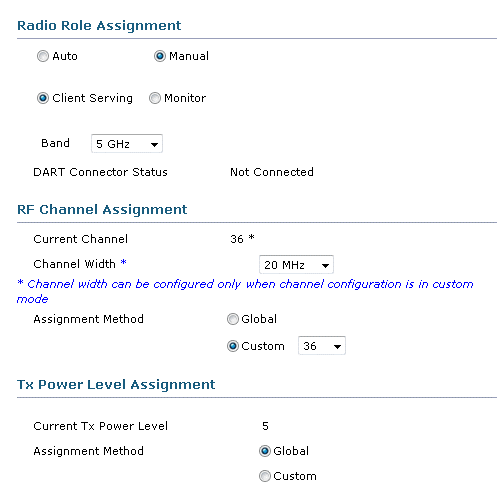 Radio Role Assignment
Auto Manual
Client Serving Monitor
Band 5 GHz
DART Connector Status Not Connected
RF Channel Assignment
Current Channel 36 *
Channel Width * 20 MHz
* Channel width can be configured only when channel configuration is in custom
mode
Assignment Method Global
Custom 36
Tx Power Level Assignment
Current Tx Power Level 5
Assignment Method Global
Custom